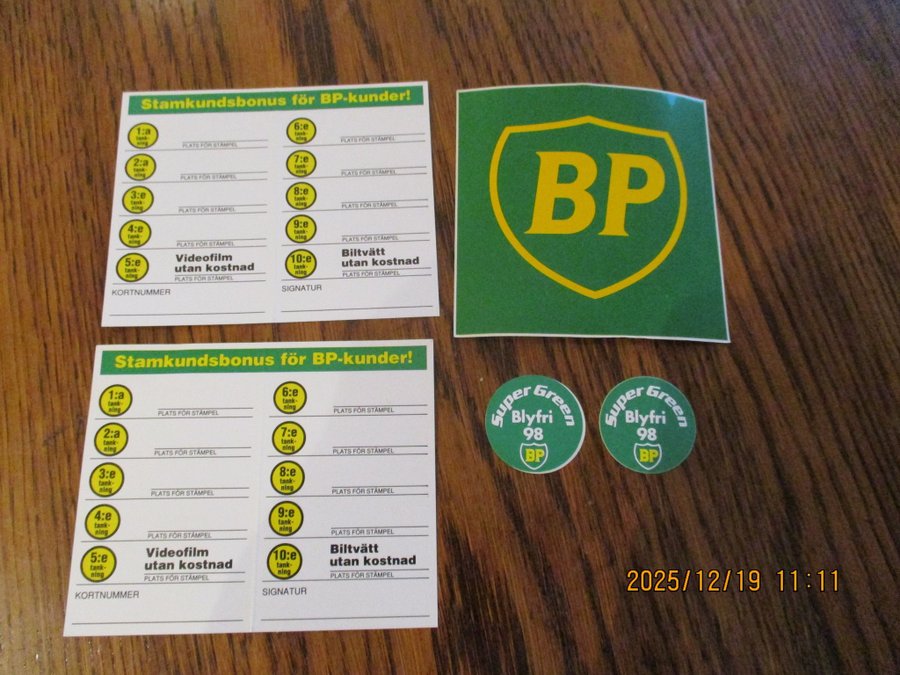 Stamkundsbonus för BP-kunder!
1:a
tank-
ning
PLATS FÖR STÄMPEL
2:a
tank-
ning
PLATS FÖR STÄMPEL
3:e
tank-
ning
PLATS FÖR STÄMPEL
4:e
tank-
ning
PLATS FÖR STÄMPEL
5:e
tank-
ning
Videofilm
utan kostnad
PLATS FÖR STÄMPEL
KORTNUMMER
6:e
tank-
ning
PLATS FÖR STÄMPEL
7:e
tank-
ning
PLATS FÖR STÄMPEL
8:e
tank-
ning
PLATS FÖR STÄMPEL
9:e
tank-
ning
PLATS FÖR STÄMPEL
10:e
tank-
ning
Biltvätt
utan kostnad
PLATS FÖR STÄMPEL
SIGNATUR
BP
Stamkundsbonus för BP-kunder!
1:a
tank-
ning
PLATS FÖR STÄMPEL
2:a
tank-
ning
PLATS FÖR STÄMPEL
3:e
tank-
ning
PLATS FÖR STÄMPEL
4:e
tank-
ning
PLATS FÖR STÄMPEL
5:e
tank-
ning
Videofilm
utan kostnad
PLATS FÖR STÄMPEL
KORTNUMMER
6:e
tank-
ning
PLATS FÖR STÄMPEL
7:e
tank-
ning
PLATS FÖR STÄMPEL
8:e
tank-
ning
PLATS FÖR STÄMPEL
9:e
tank-
ning
PLATS FÖR STÄMPEL
10:e
tank-
ning
Biltvätt
utan kostnad
PLATS FÖR STÄMPEL
SIGNATUR
Super Green
Blyfri
98
BP
Super Green
Blyfri
98
BP
2025/12/19 11:11